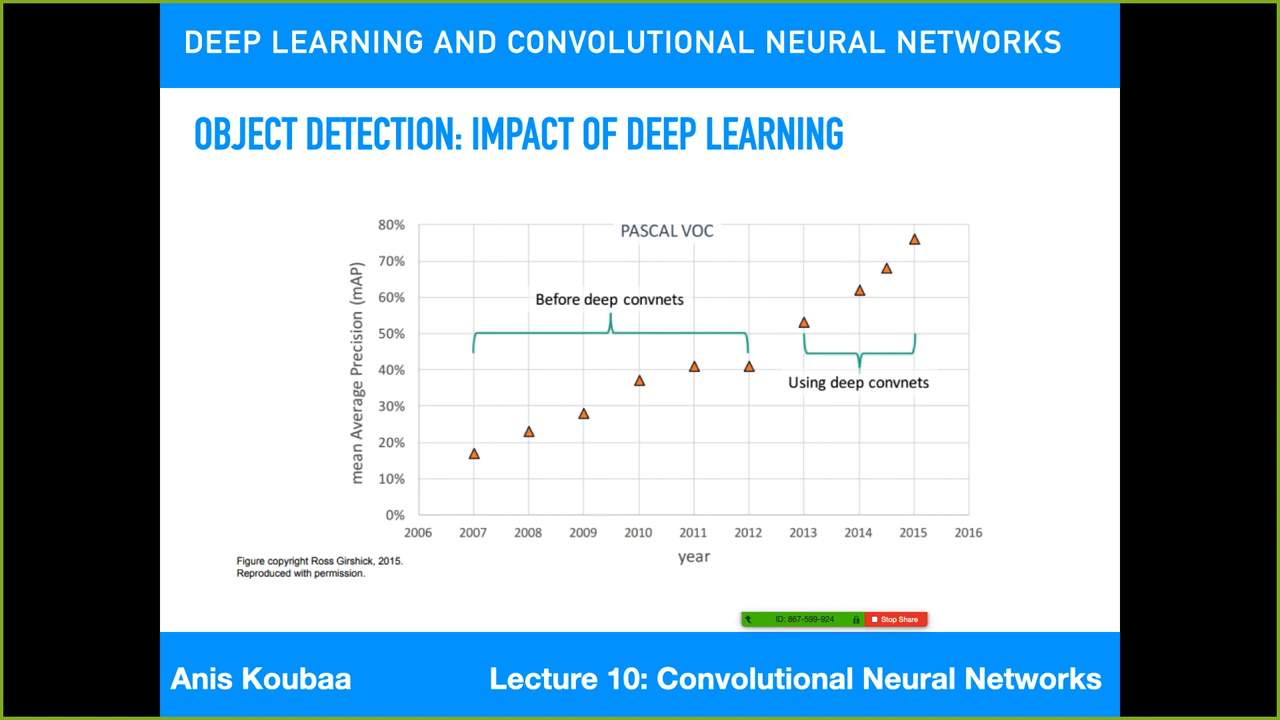 DEEP LEARNING AND CONVOLUTIONAL NEURAL NETWORKS
OBJECT DETECTION: IMPACT OF DEEP LEARNING
PASCAL VOC
mean Average Precision (mAP)
80%
70%
60%
50%
40%
30%
20%
10%
0%
Before deep convnets
Using deep convnets
2006 2007 2008 2009 2010 2011 2012 2013 2014 2015 2016
year
Figure copyright Ross Girshick, 2015.
Reproduced with permission.
ID: 867-599-924 Stop Share
Anis Koubaa Lecture 10: Convolutional Neural Networks